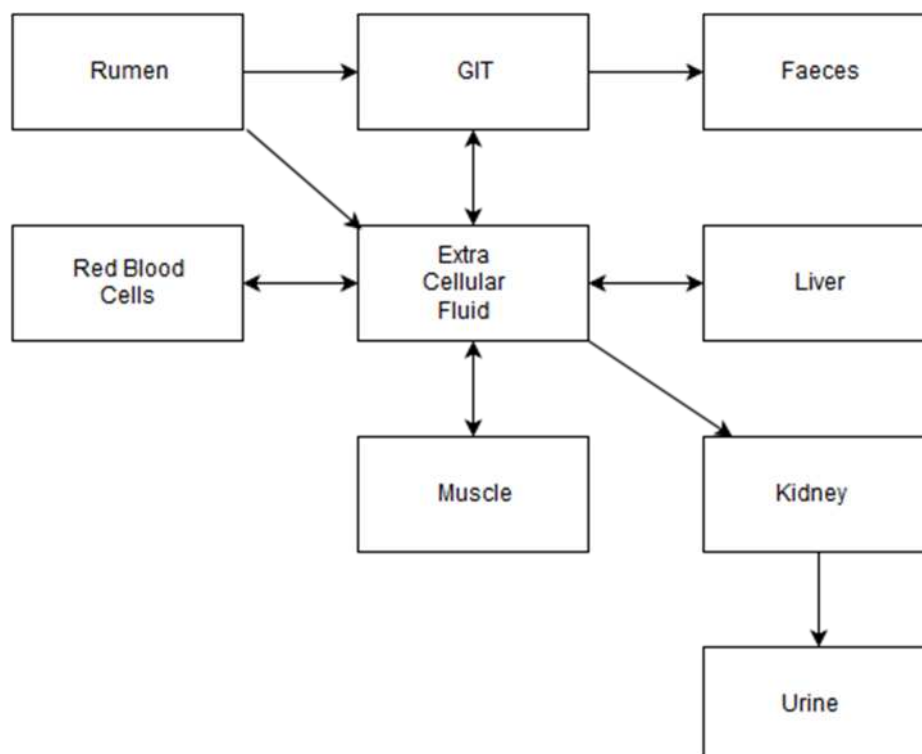 Rumen
GIT
Faeces
Red Blood
Cells
Extra
Cellular
Fluid
Liver
Muscle
Kidney
Urine